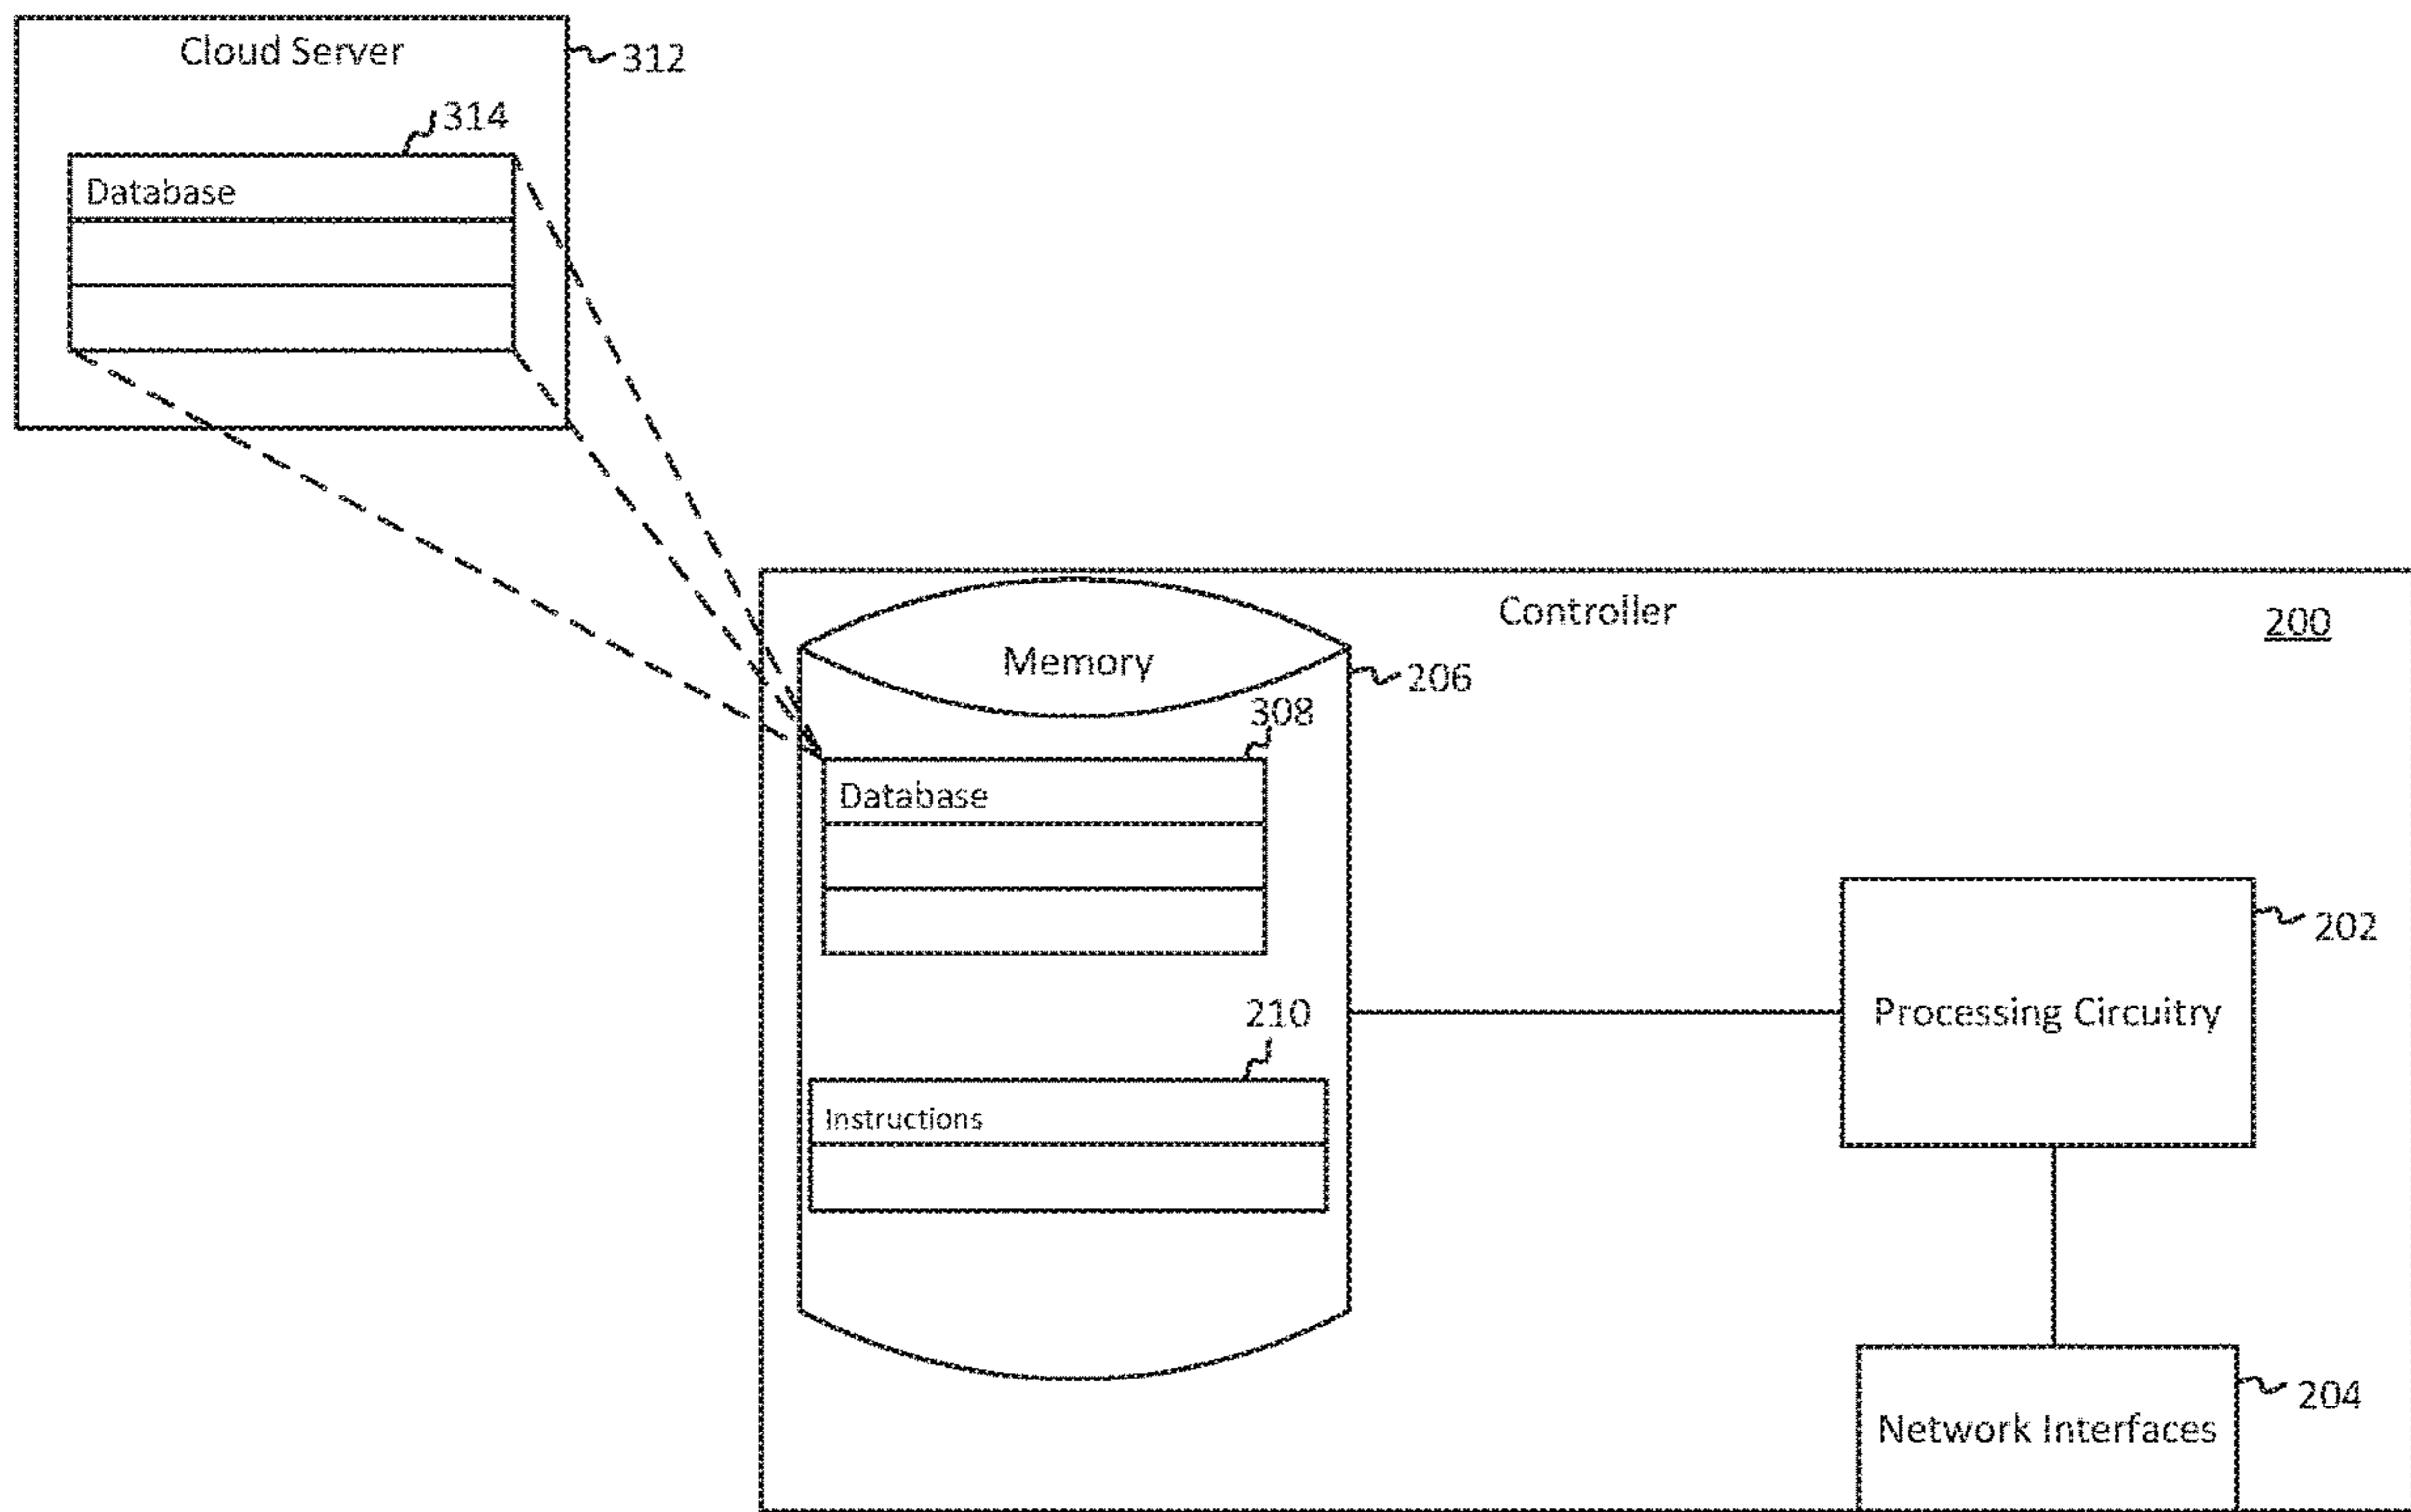 Cloud Server
312
314
Database
Controller
200
Memory
206
308
Database
202
Processing Circuitry
210
Instructions
204
Network Interfaces